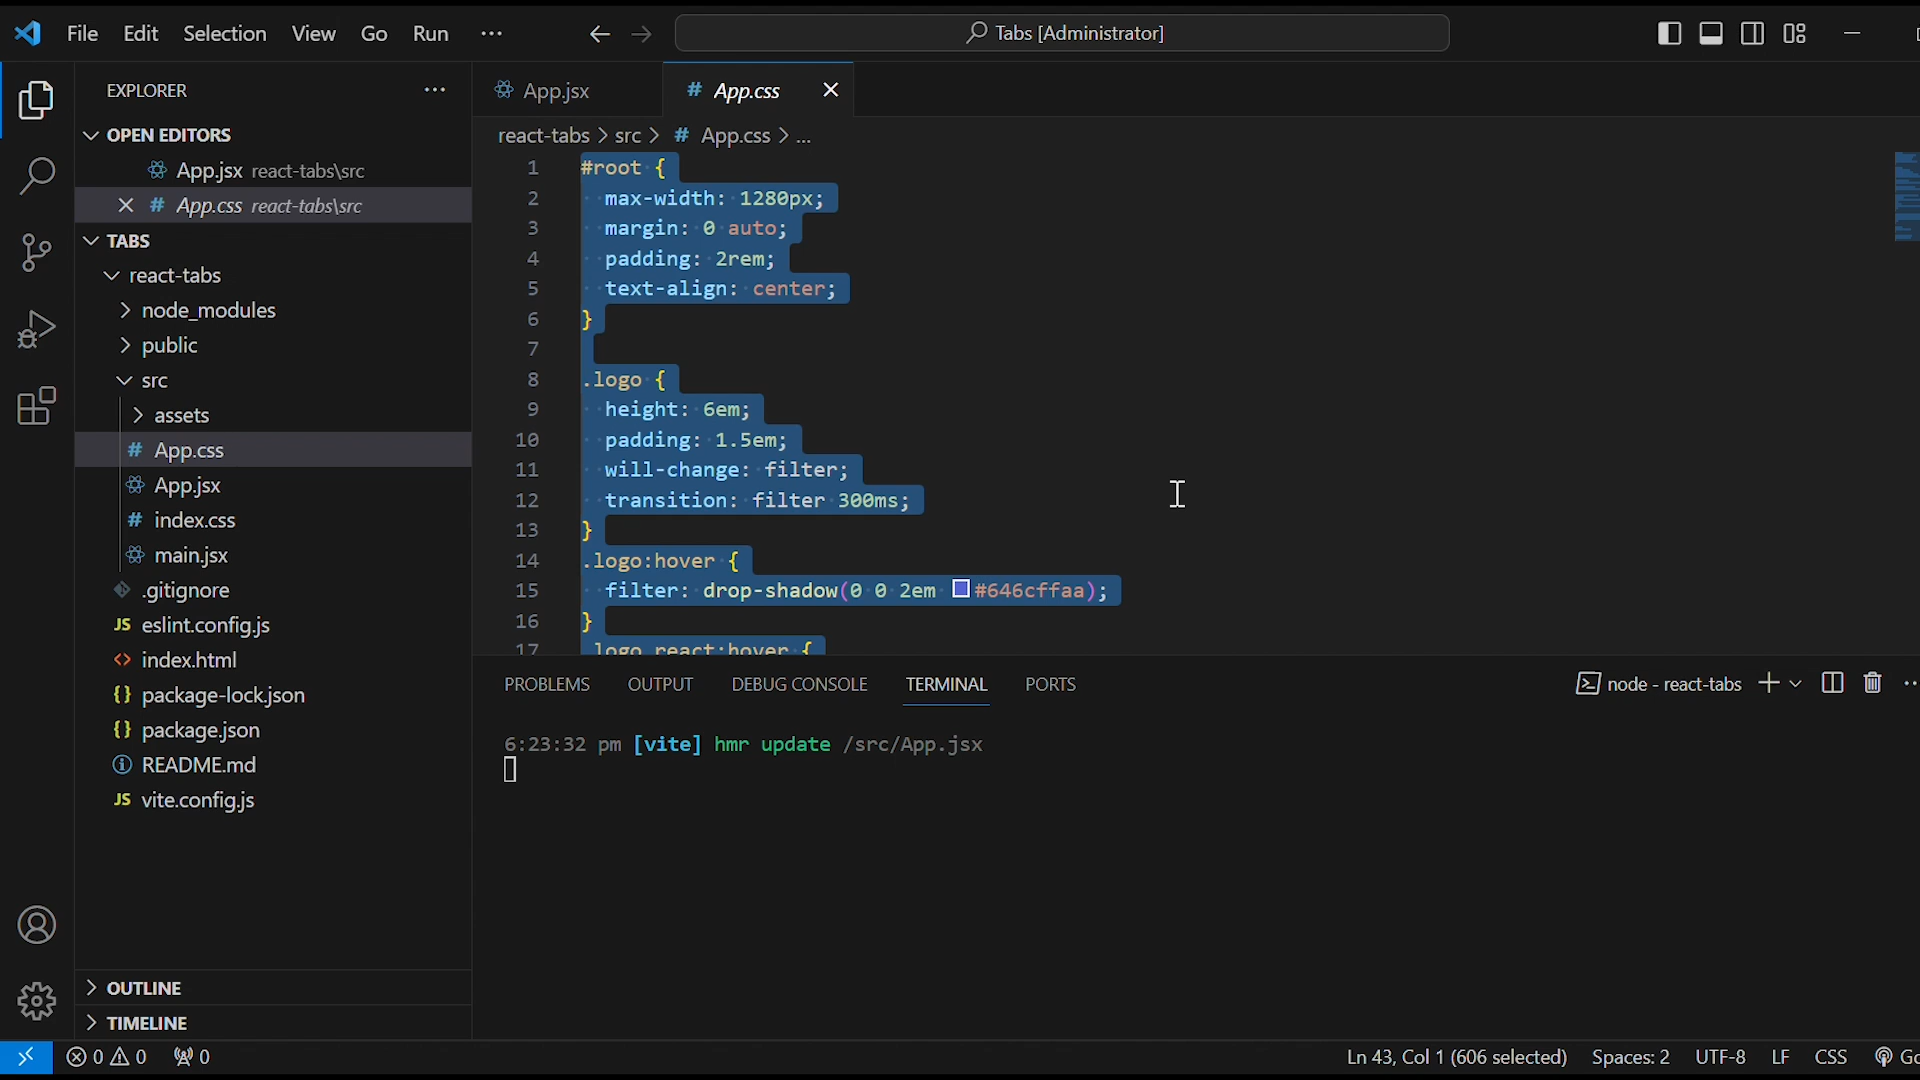 File Edit Selection View Go Run ···
Tabs [Administrator]
EXPLORER ···
OPEN EDITORS
App.jsx react-tabs\src
App.css react-tabs\src
TABS
react-tabs
node_modules
public
src
assets
App.css
App.jsx
index.css
main.jsx
.gitignore
JS eslint.config.js
<> index.html
{} package-lock.json
{} package.json
README.md
JS vite.config.js
OUTLINE
TIMELINE
App.jsx
# App.css
react-tabs > src > # App.css > ...
1 #root {
2 max-width: 1280px;
3 margin: 0 auto;
4 padding: 2rem;
5 text-align: center;
6 }
7
8 .logo {
9 height: 6em;
10 padding: 1.5em;
11 will-change: filter;
12 transition: filter 300ms;
13 }
14 .logo:hover {
15 filter: drop-shadow(0 0 2em #646cffaa);
16 }
17 .logo.react:hover {
PROBLEMS OUTPUT DEBUG CONSOLE TERMINAL PORTS
node - react-tabs
6:23:32 pm [vite] hmr update /src/App.jsx
0 0 0
Ln 43, Col 1 (606 selected) Spaces: 2 UTF-8 LF CSS Go